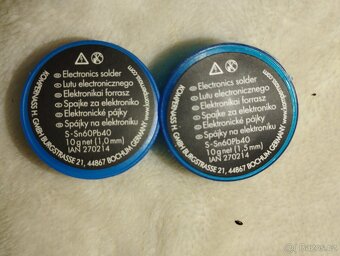 Electronics solder
Lutu electronicznego
Elektronikai forrasz
Spajke za elektroniko
Elektronické pájky
Spájky na elektroniku
S-Sn60Pb40
10 g net (1,0 mm)
IAN 270214
KOMPERNASS H. GMBH BURGSTRASSE 21, 44867 BOCHUM GERMANY
Electronics solder
Lutu electronicznego
Elektronikai forrasz
Spajke za elektroniko
Elektronické pájky
Spájky na elektroniku
S-Sn60Pb40
10 g net (1,5 mm)
IAN 270214
KOMPERNASS H. GMBH BURGSTRASSE 21, 44867 BOCHUM GERMANY